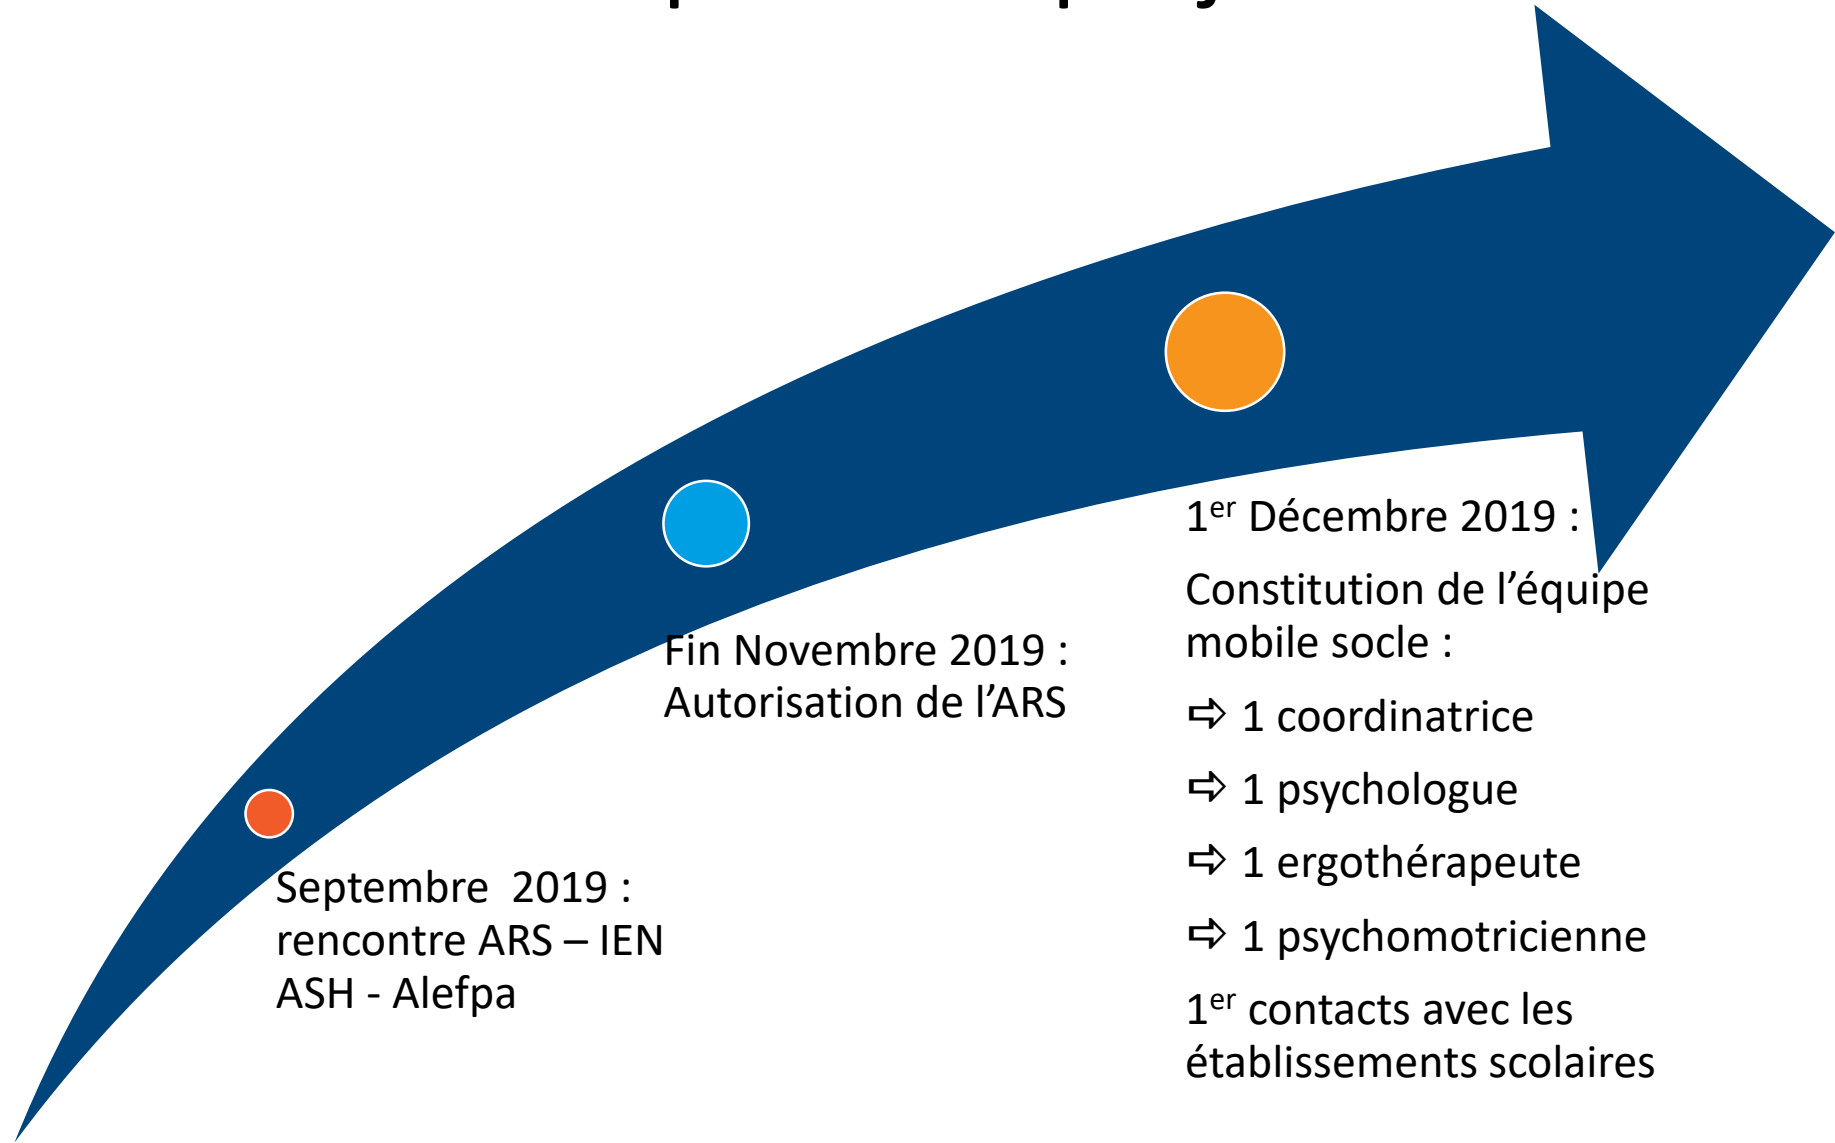 Septembre  2019 :
rencontre ARS – IEN
ASH - Alefpa
Fin Novembre 2019 :
Autorisation de l’ARS
1er Décembre 2019 :
Constitution de l’équipe
mobile socle :
⇨ 1 coordinatrice
⇨ 1 psychologue
⇨ 1 ergothérapeute
⇨ 1 psychomotricienne
1er contacts avec les
établissements scolaires